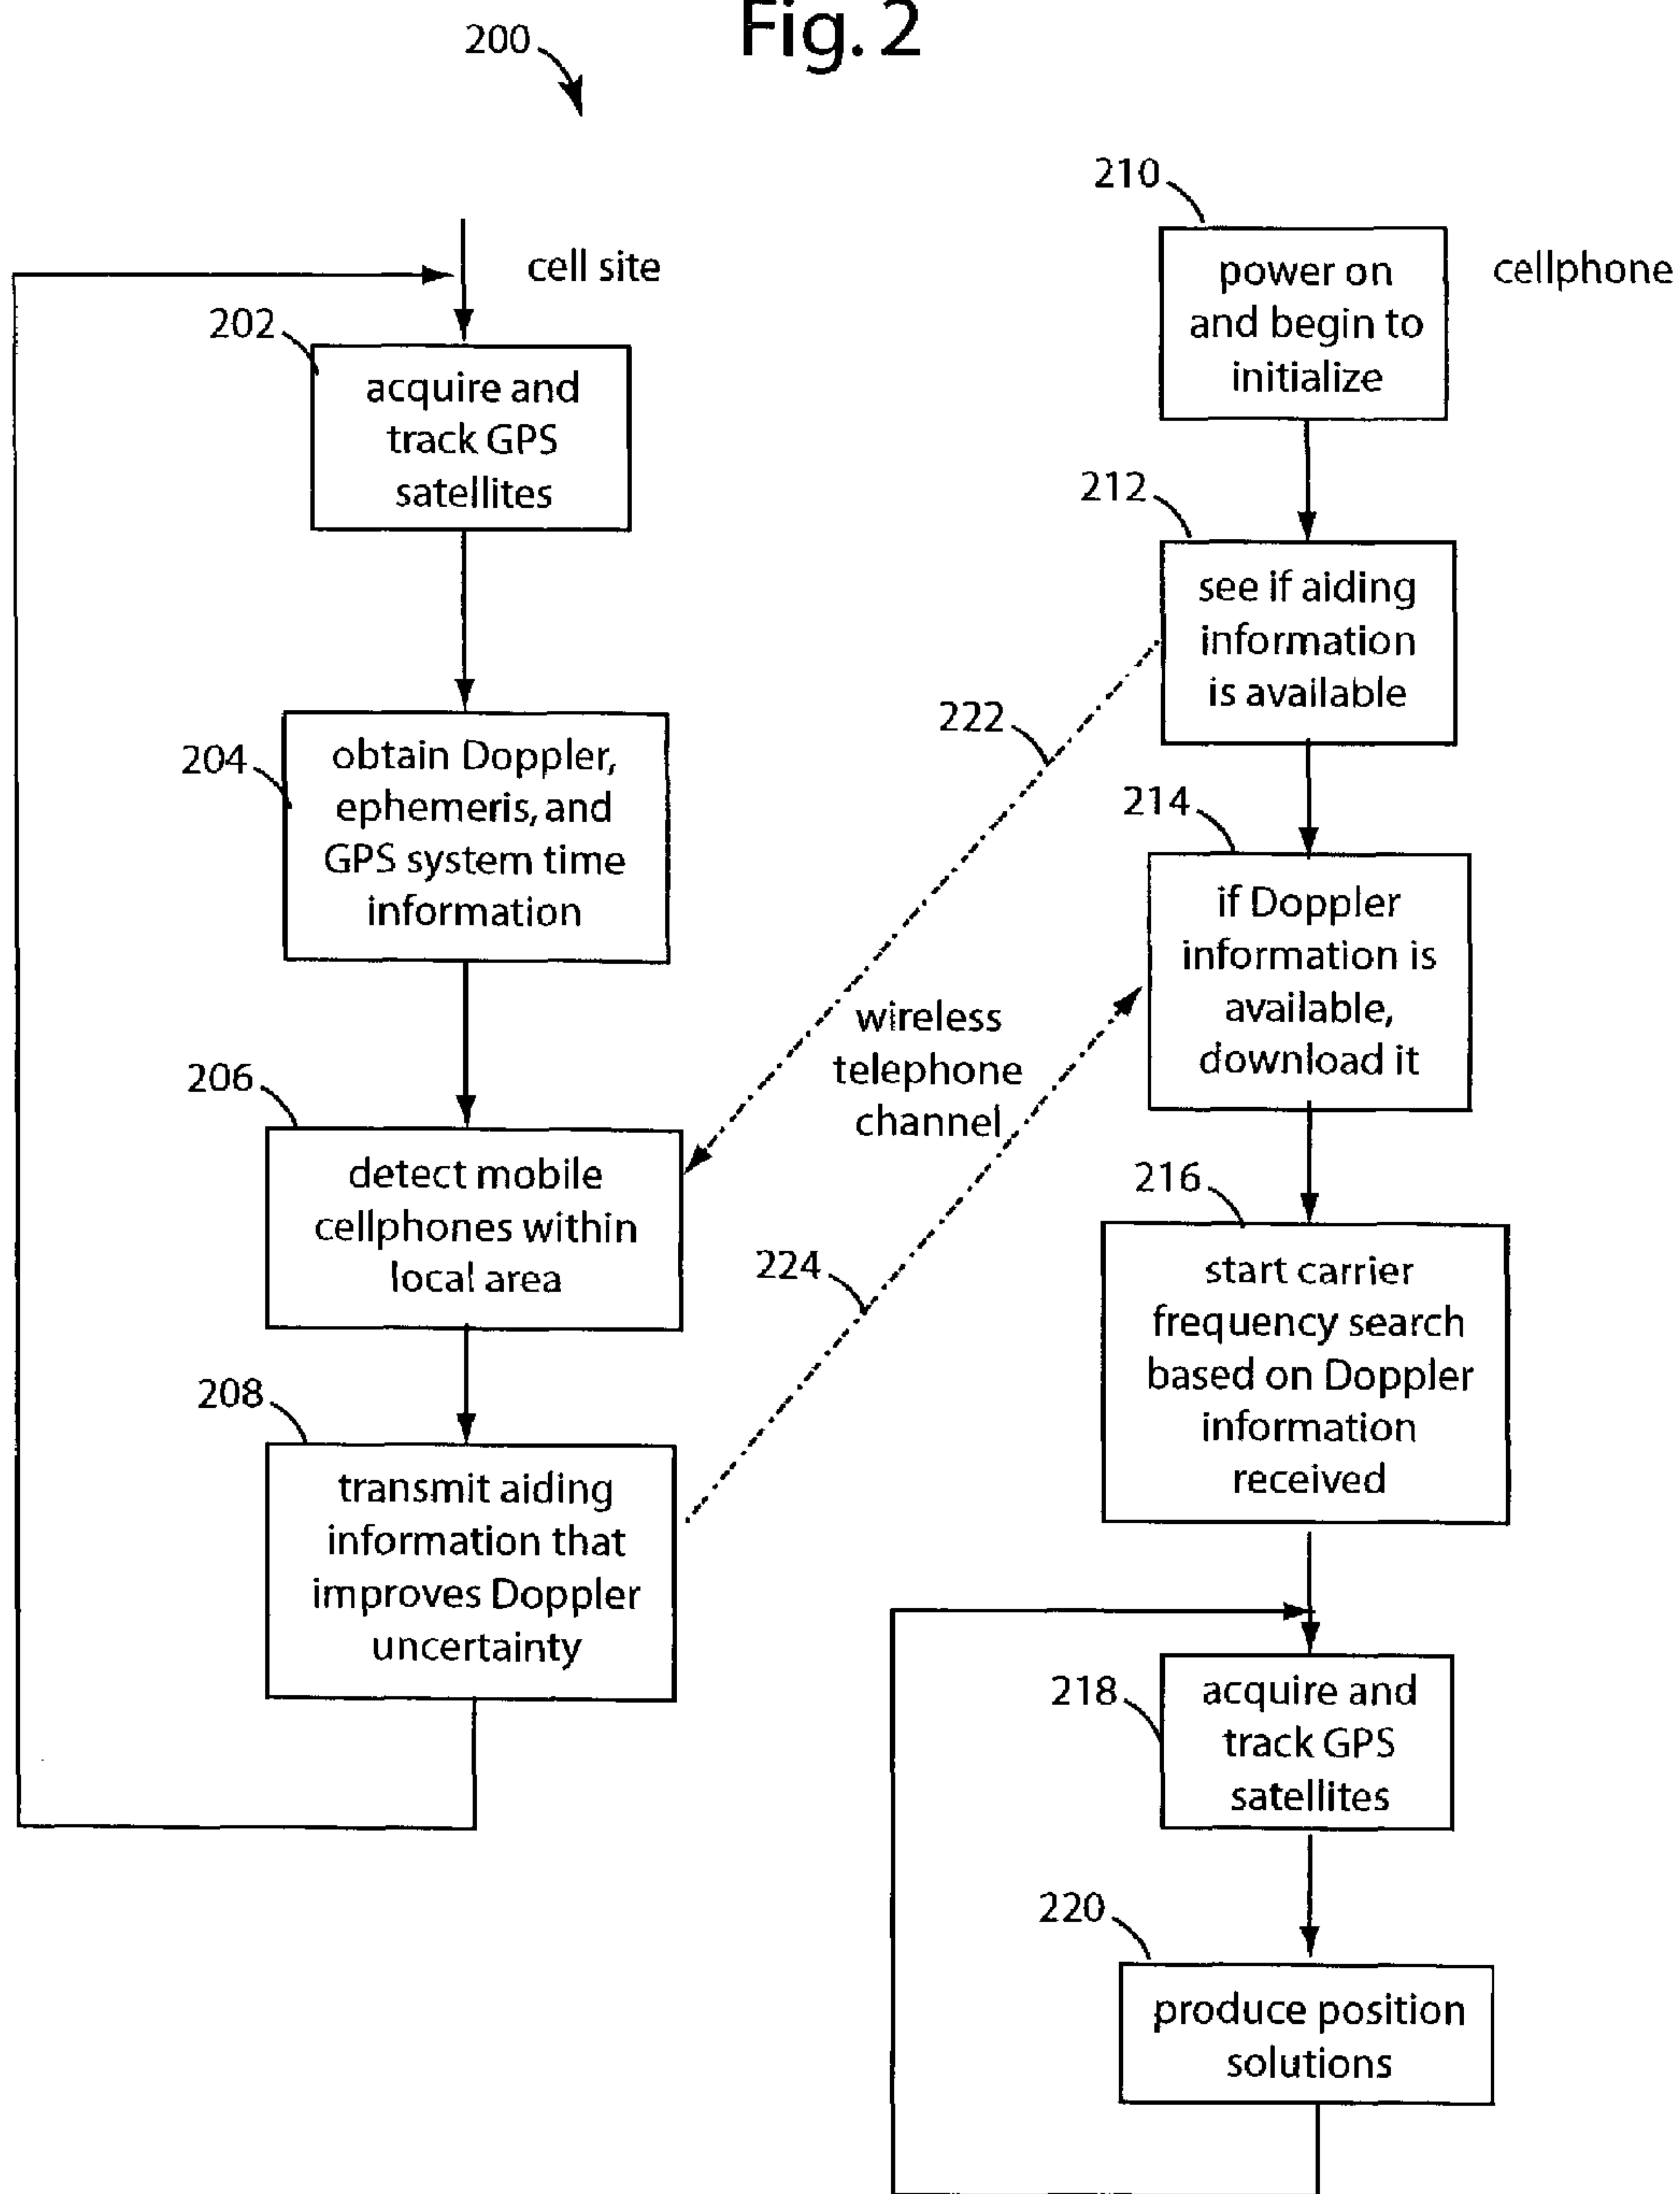 Fig. 2
200
cell site
202
acquire and
track GPS
satellites
204
obtain Doppler,
ephemeris, and
GPS system time
information
206
detect mobile
cellphones within
local area
208
transmit aiding
information that
improves Doppler
uncertainty
222
wireless
telephone
channel
224
210
power on
and begin to
initialize
cellphone
212
see if aiding
information
is available
214
if Doppler
information is
available,
download it
216
start carrier
frequency search
based on Doppler
information
received
218
acquire and
track GPS
satellites
220
produce position
solutions